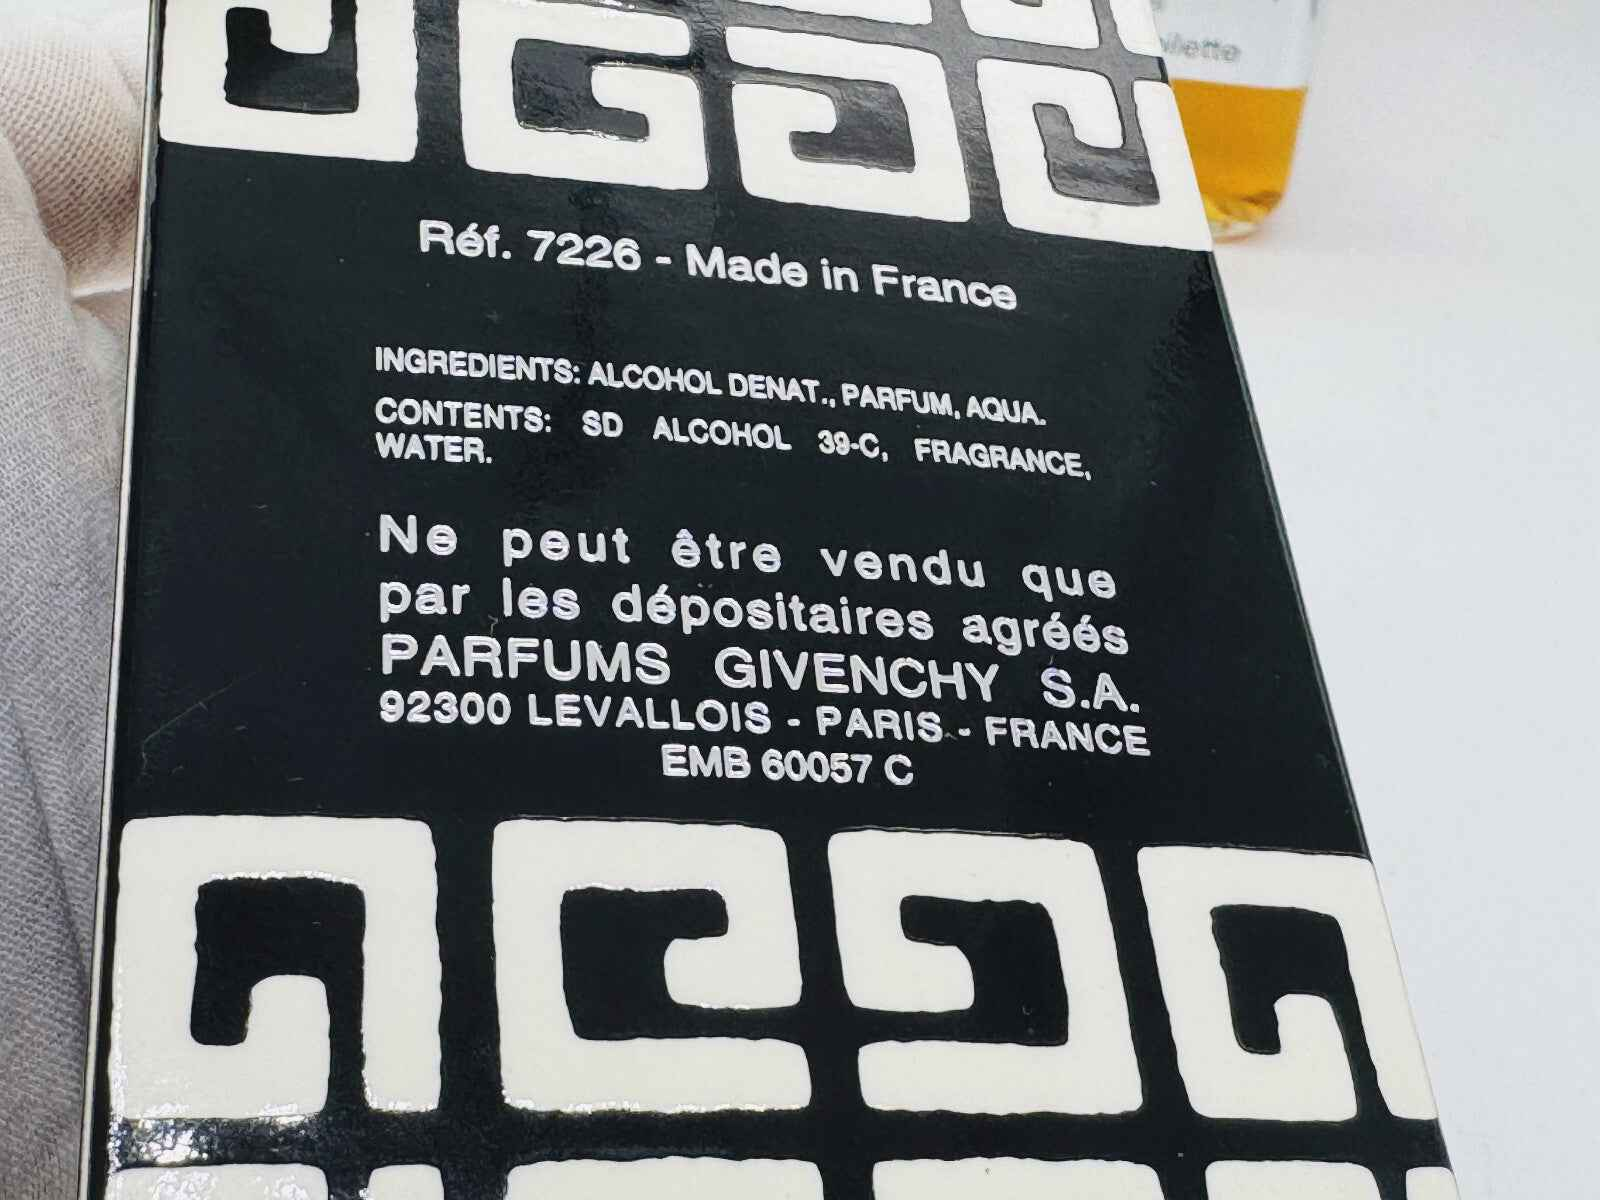 Réf. 7226 - Made in France
INGREDIENTS: ALCOHOL DENAT., PARFUM, AQUA.
CONTENTS: SD ALCOHOL 39-C, FRAGRANCE,
WATER.
Ne peut être vendu que
par les dépositaires agréés
PARFUMS GIVENCHY S.A.
92300 LEVALLOIS - PARIS - FRANCE
EMB 60057 C